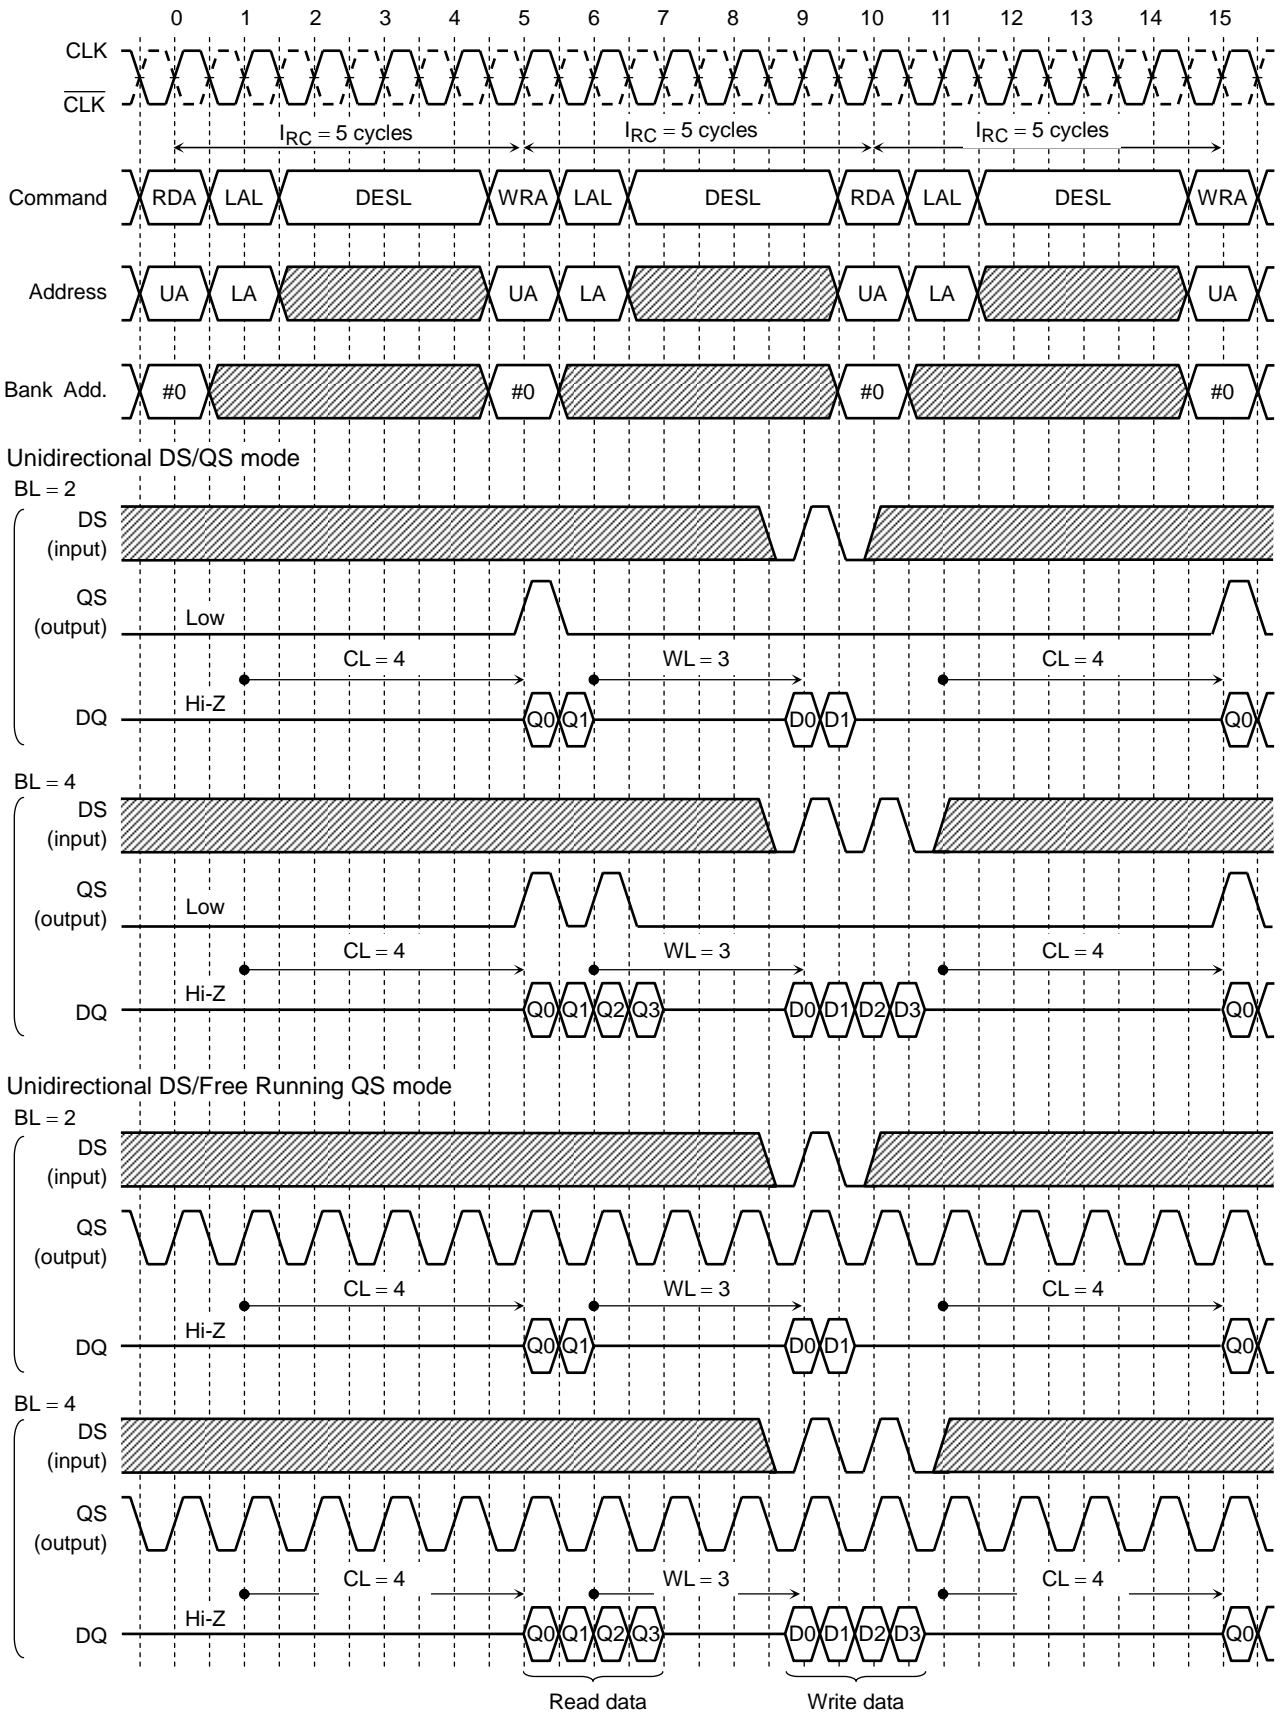 0 1 2 3 4 5 6 7 8 9 10 11 12 13 14 15
CLK
CLK
IRC = 5 cycles IRC = 5 cycles IRC = 5 cycles
Command RDA LAL DESL WRA LAL DESL RDA LAL DESL WRA
Address UA LA UA LA UA LA UA
Bank Add. #0 #0 #0 #0
Unidirectional DS/QS mode
BL = 2
DS
(input)
QS
(output) Low
CL = 4 WL = 3 CL = 4
Hi-Z
DQ Q0 Q1 D0 D1 Q0
BL = 4
DS
(input)
QS
(output) Low
CL = 4 WL = 3 CL = 4
Hi-Z
DQ Q0 Q1 Q2 Q3 D0 D1 D2 D3 Q0
Unidirectional DS/Free Running QS mode
BL = 2
DS
(input)
QS
(output)
CL = 4 WL = 3 CL = 4
Hi-Z
DQ Q0 Q1 D0 D1 Q0
BL = 4
DS
(input)
QS
(output)
CL = 4 WL = 3 CL = 4
Hi-Z
DQ Q0 Q1 Q2 Q3 D0 D1 D2 D3 Q0
Read data Write data